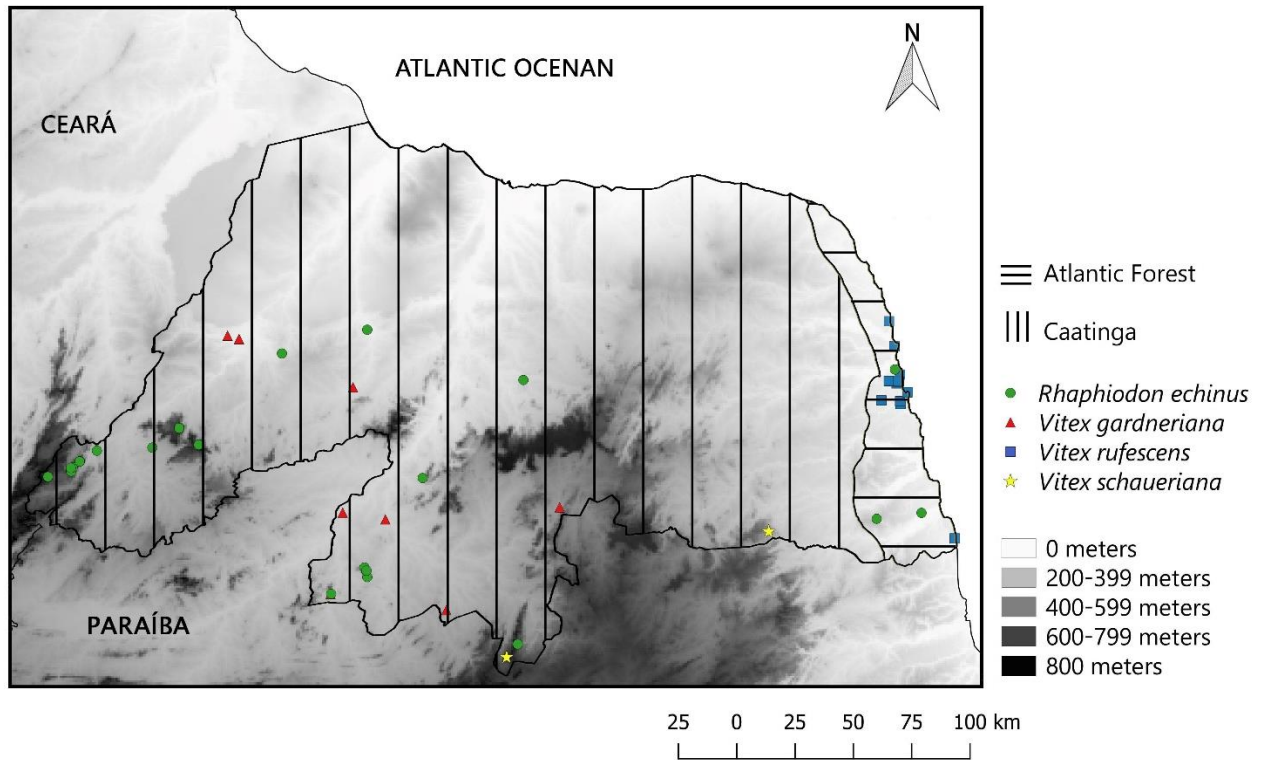 N
ATLANTIC OCENAN
CEARÁ
PARAÍBA
Atlantic Forest
Caatinga
Rhaphiodon echinus
Vitex gardneriana
Vitex rufescens
Vitex schaueriana
0 meters
200-399 meters
400-599 meters
600-799 meters
800 meters
25 0 25 50 75 100 km